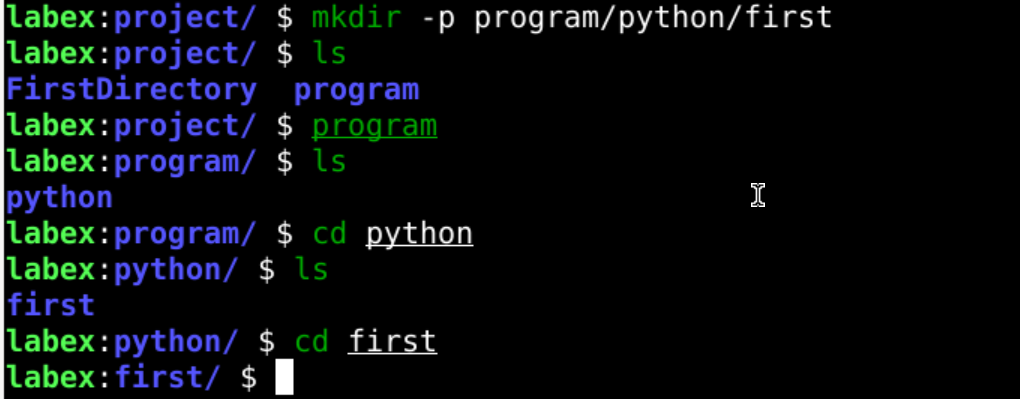 labex:project/ $ mkdir -p program/python/first
labex:project/ $ ls
FirstDirectory  program
labex:project/ $ program
labex:program/ $ ls
python
labex:program/ $ cd python
labex:python/ $ ls
first
labex:python/ $ cd first
labex:first/ $